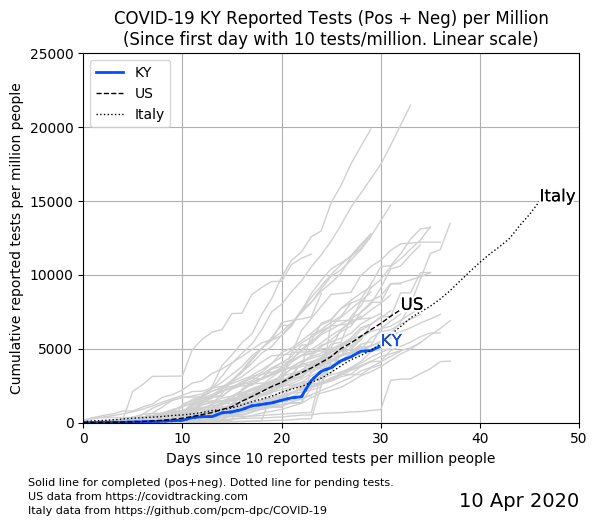 COVID-19 KY Reported Tests (Pos + Neg) per Million
(Since first day with 10 tests/million. Linear scale)
Cumulative reported tests per million people
25000
20000
15000
10000
5000
0
KY
US
Italy
Italy
US
KY
0 10 20 30 40 50
Days since 10 reported tests per million people
Solid line for completed (pos+neg). Dotted line for pending tests.
US data from https://covidtracking.com
Italy data from https://github.com/pcm-dpc/COVID-19
10 Apr 2020